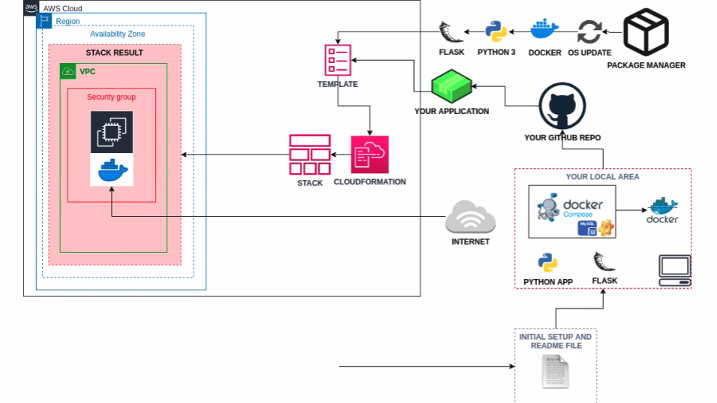 aws
AWS Cloud
Region
Availability Zone
STACK RESULT
VPC
Security group
FLASK
PYTHON 3
DOCKER
OS UPDATE
PACKAGE MANAGER
TEMPLATE
YOUR APPLICATION
YOUR GITHUB REPO
STACK
CLOUDFORMATION
INTERNET
YOUR LOCAL AREA
docker
Compose
MySQL
docker
PYTHON APP
FLASK
INITIAL SETUP AND
README FILE